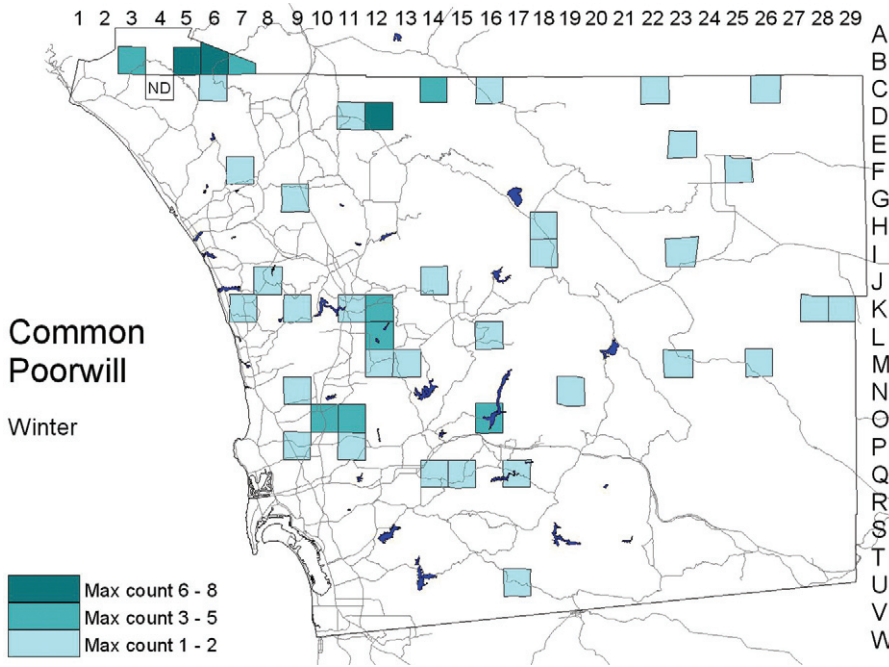 1 2 3 4 5 6 7 8 9 10 11 12 13 14 15 16 17 18 19 20 21 22 23 24 25 26 27 28 29
A
B
C
D
E
F
G
H
I
J
K
L
M
N
O
P
Q
R
S
T
U
V
W
ND
Common
Poorwill
Winter
Max count 6 - 8
Max count 3 - 5
Max count 1 - 2